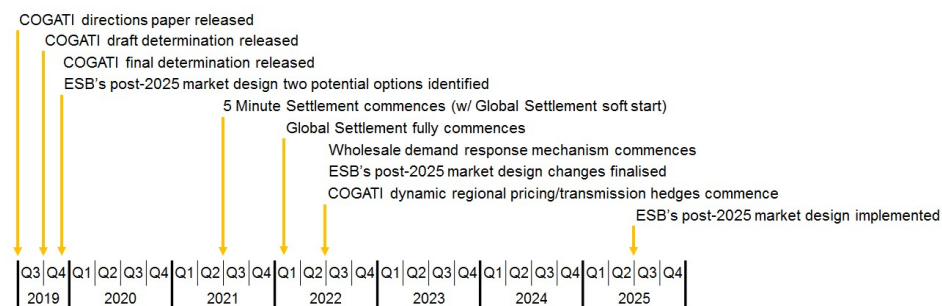 COGATI directions paper released
COGATI draft determination released
COGATI final determination released
ESB's post-2025 market design two potential options identified
5 Minute Settlement commences (w/ Global Settlement soft start)
Global Settlement fully commences
Wholesale demand response mechanism commences
ESB's post-2025 market design changes finalised
COGATI dynamic regional pricing/transmission hedges commence
ESB's post-2025 market design implemented
Q3 Q4 Q1 Q2 Q3 Q4 Q1 Q2 Q3 Q4 Q1 Q2 Q3 Q4 Q1 Q2 Q3 Q4 Q1 Q2 Q3 Q4 Q1 Q2 Q3 Q4
2019 2020 2021 2022 2023 2024 2025